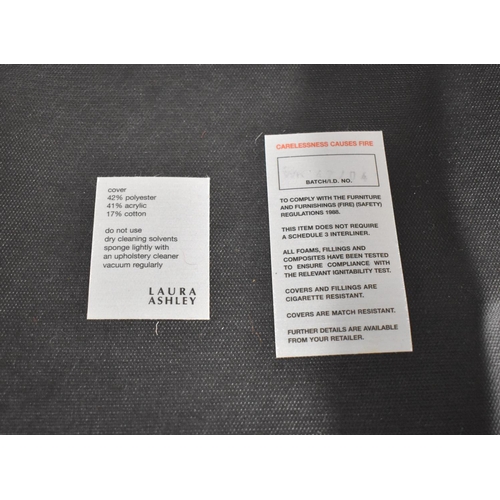 cover
42% polyester
41% acrylic
17% cotton
do not use
dry cleaning solvents
sponge lightly with
an upholstery cleaner
vacuum regularly
LAURA
ASHLEY
CARELESSNESS CAUSES FIRE
BATCH/I.D. NO.
TO COMPLY WITH THE FURNITURE
AND FURNISHINGS (FIRE) (SAFETY)
REGULATIONS 1988.
THIS ITEM DOES NOT REQUIRE
A SCHEDULE 3 INTERLINER.
ALL FOAMS, FILLINGS AND
COMPOSITES HAVE BEEN TESTED
TO ENSURE COMPLIANCE WITH
THE RELEVANT IGNITABILITY TEST.
COVERS AND FILLINGS ARE
CIGARETTE RESISTANT.
COVERS ARE MATCH RESISTANT.
FURTHER DETAILS ARE AVAILABLE
FROM YOUR RETAILER.